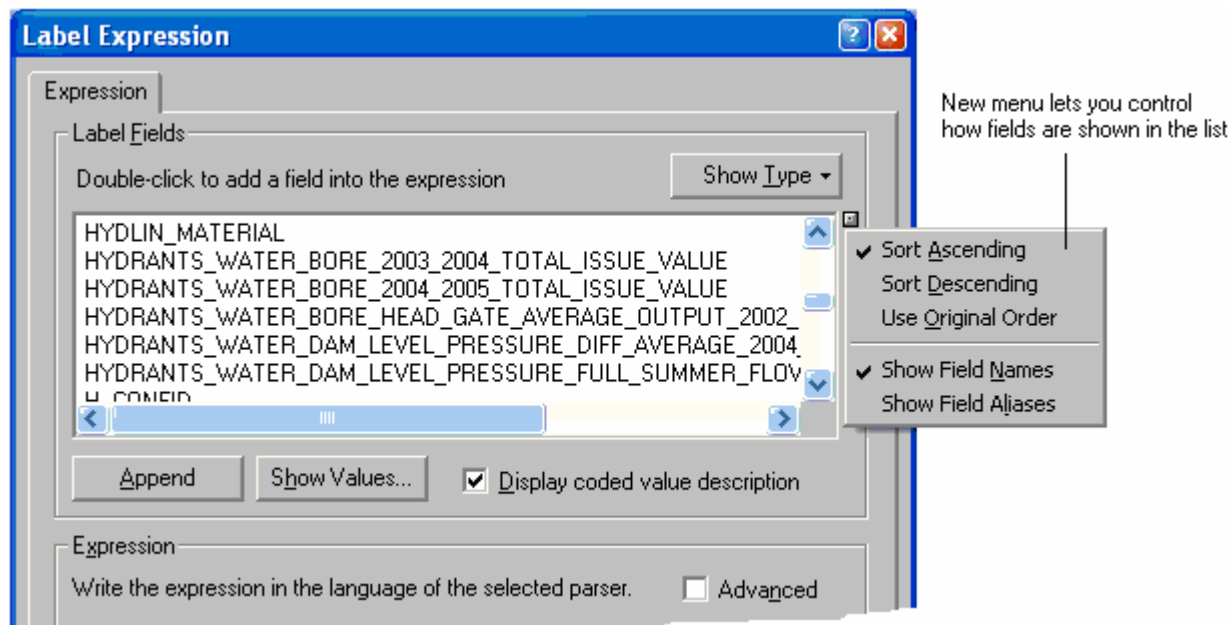 Label Expression
Expression
New menu lets you control
how fields are shown in the list
Label Fields
Double-click to add a field into the expression
Show Type
HYDLIN_MATERIAL
HYDRANTS_WATER_BORE_2003_2004_TOTAL_ISSUE_VALUE
HYDRANTS_WATER_BORE_2004_2005_TOTAL_ISSUE_VALUE
HYDRANTS_WATER_BORE_HEAD_GATE_AVERAGE_OUTPUT_2002_
HYDRANTS_WATER_DAM_LEVEL_PRESSURE_DIFF_AVERAGE_2004_
HYDRANTS_WATER_DAM_LEVEL_PRESSURE_FULL_SUMMER_FLOV
H_CONFID
Sort Ascending
Sort Descending
Use Original Order
Show Field Names
Show Field Aliases
Append
Show Values...
Display coded value description
Expression
Write the expression in the language of the selected parser.
Advanced